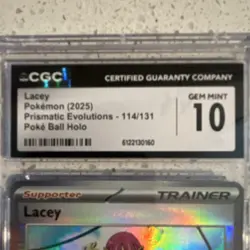 CGC CERTIFIED GUARANTY COMPANY
Lacey
Pokémon (2025)
Prismatic Evolutions - 114/131
Poké Ball Holo
GEM MINT
10
6122130160
Supporter TRAINER
Lacey